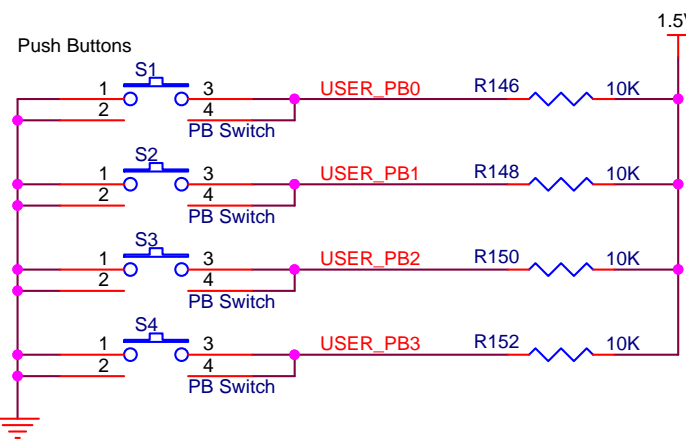 1.5V
Push Buttons
S1
1 3 USER_PB0 R146 10K
2 4
PB Switch
S2
1 3 USER_PB1 R148 10K
2 4
PB Switch
S3
1 3 USER_PB2 R150 10K
2 4
PB Switch
S4
1 3 USER_PB3 R152 10K
2 4
PB Switch